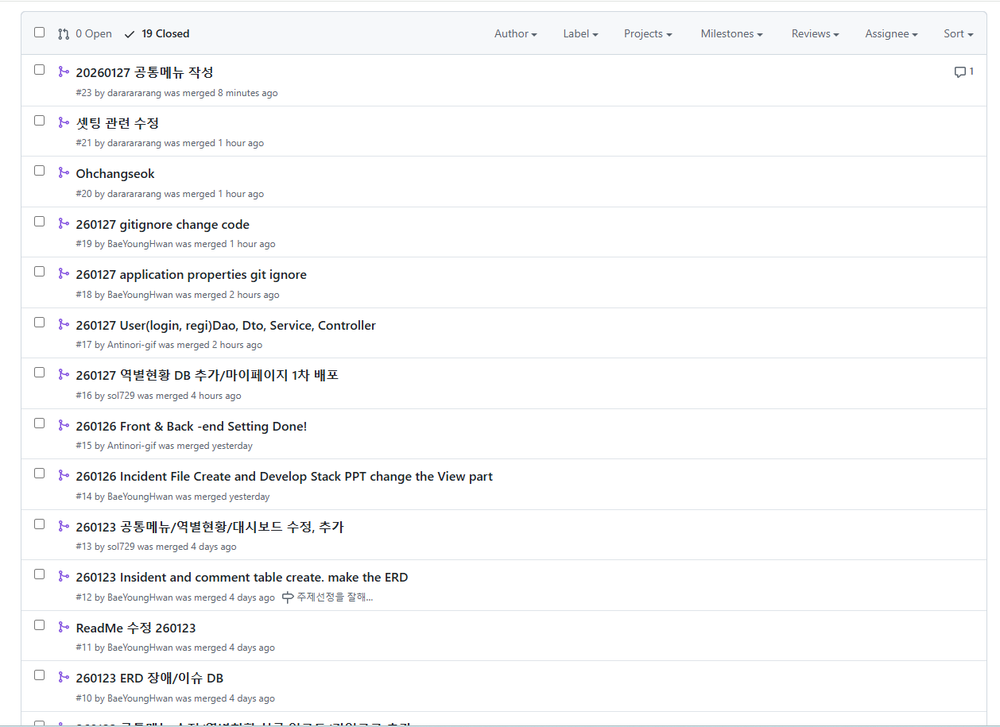 0 Open 19 Closed Author Label Projects Milestones Reviews Assignee Sort
20260127 공통메뉴 작성 1
#23 by dararararang was merged 8 minutes ago
셋팅 관련 수정
#21 by dararararang was merged 1 hour ago
Ohchangseok
#20 by dararararang was merged 1 hour ago
260127 gitignore change code
#19 by BaeYoungHwan was merged 1 hour ago
260127 application properties git ignore
#18 by BaeYoungHwan was merged 2 hours ago
260127 User(login, regi)Dao, Dto, Service, Controller
#17 by Antinori-gif was merged 2 hours ago
260127 역별현황 DB 추가/마이페이지 1차 배포
#16 by sol729 was merged 4 hours ago
260126 Front & Back -end Setting Done!
#15 by Antinori-gif was merged yesterday
260126 Incident File Create and Develop Stack PPT change the View part
#14 by BaeYoungHwan was merged yesterday
260123 공통메뉴/역별현황/대시보드 수정, 추가
#13 by sol729 was merged 4 days ago
260123 Insident and comment table create. make the ERD
#12 by BaeYoungHwan was merged 4 days ago 주제선정을 잘해...
ReadMe 수정 260123
#11 by BaeYoungHwan was merged 4 days ago
260123 ERD 장애/이슈 DB
#10 by BaeYoungHwan was merged 4 days ago